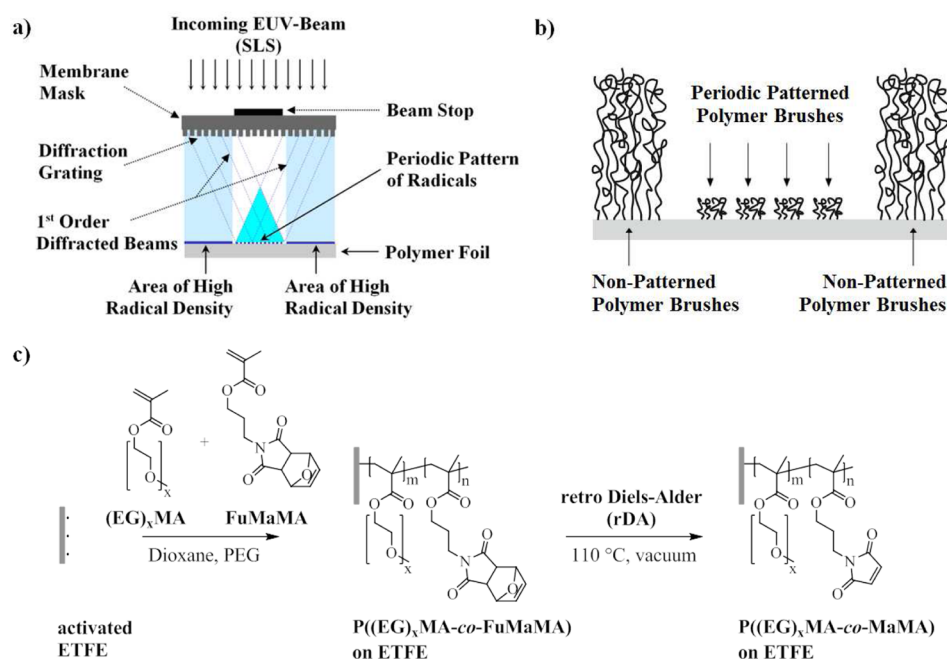 a)
Incoming EUV-Beam
(SLS)
Membrane
Mask
Beam Stop
Diffraction
Grating
Periodic Pattern
of Radicals
1st Order
Diffracted Beams
Polymer Foil
Area of High
Radical Density
Area of High
Radical Density
b)
Periodic Patterned
Polymer Brushes
Non-Patterned
Polymer Brushes
Non-Patterned
Polymer Brushes
c)
O
O
O
x
+
O
O
O
N
O
O
(EG)xMA
FuMaMA
Dioxane, PEG
activated
ETFE
m
n
O
O
O
O
O
x
O
N
O
O
P((EG)xMA-co-FuMaMA)
on ETFE
retro Diels-Alder
(rDA)
110 °C, vacuum
m
n
O
O
O
O
O
x
O
N
O
P((EG)xMA-co-MaMA)
on ETFE